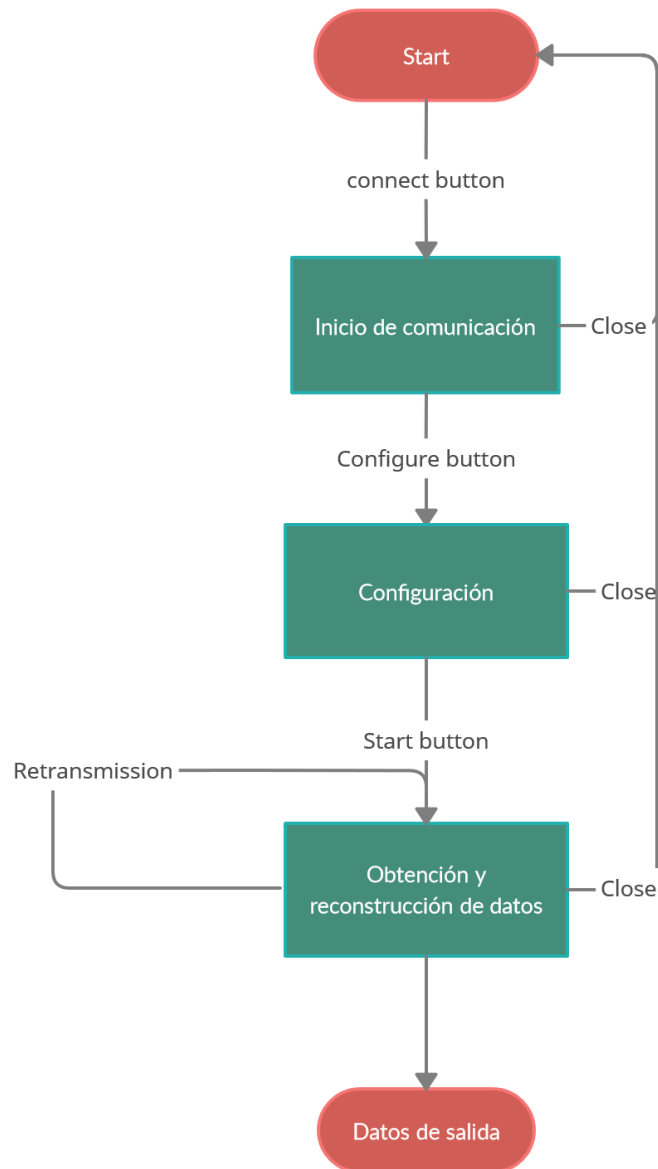 Start
connect button
Inicio de comunicación
Close
Configure button
Configuración
Close
Start button
Retransmission
Obtención y
reconstrucción de datos
Close
Datos de salida